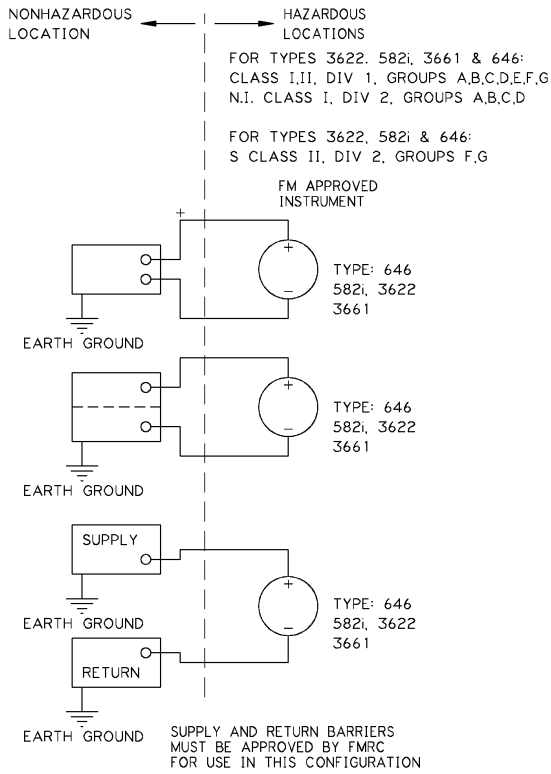 NONHAZARDOUS
LOCATION
HAZARDOUS
LOCATIONS
FOR TYPES 3622. 582i, 3661 & 646:
CLASS I,II, DIV 1, GROUPS A,B,C,D,E,F,G
N.I. CLASS I, DIV 2, GROUPS A,B,C,D
FOR TYPES 3622, 582i & 646:
S CLASS II, DIV 2, GROUPS F,G
FM APPROVED
INSTRUMENT
+
+
−
TYPE: 646
582i, 3622
3661
EARTH GROUND
+
−
TYPE: 646
582i, 3622
3661
EARTH GROUND
SUPPLY
+
−
TYPE: 646
582i, 3622
3661
EARTH GROUND
RETURN
EARTH GROUND
SUPPLY AND RETURN BARRIERS
MUST BE APPROVED BY FMRC
FOR USE IN THIS CONFIGURATION